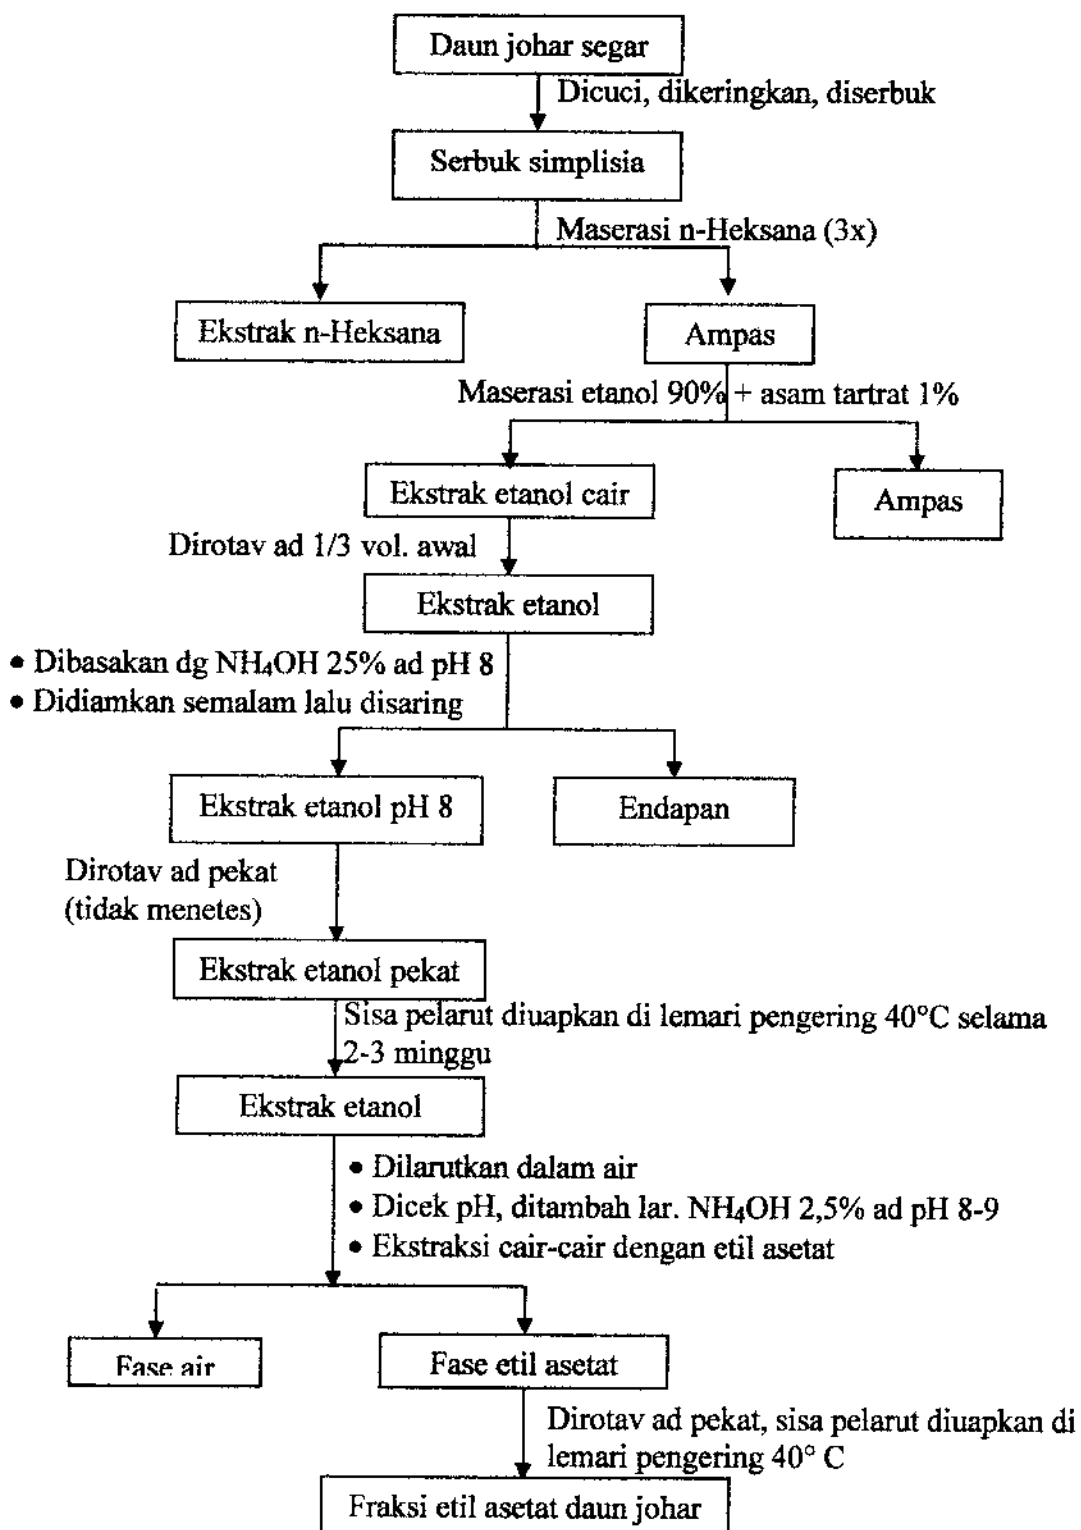 Daun johar segar
Dicuci, dikeringkan, diserbuk
Serbuk simplisia
Maserasi n-Heksana (3x)
Ekstrak n-Heksana
Ampas
Maserasi etanol 90% + asam tartrat 1%
Ekstrak etanol cair
Ampas
Dirotav ad 1/3 vol. awal
Ekstrak etanol
• Dibasakan dg NH₄OH 25% ad pH 8
• Didiamkan semalam lalu disaring
Ekstrak etanol pH 8
Endapan
Dirotav ad pekat
(tidak menetes)
Ekstrak etanol pekat
Sisa pelarut diuapkan di lemari pengering 40°C selama
2-3 minggu
Ekstrak etanol
• Dilarutkan dalam air
• Dicek pH, ditambah lar. NH₄OH 2,5% ad pH 8-9
• Ekstraksi cair-cair dengan etil asetat
Fase air
Fase etil asetat
Dirotav ad pekat, sisa pelarut diuapkan di
lemari pengering 40° C
Fraksi etil asetat daun johar